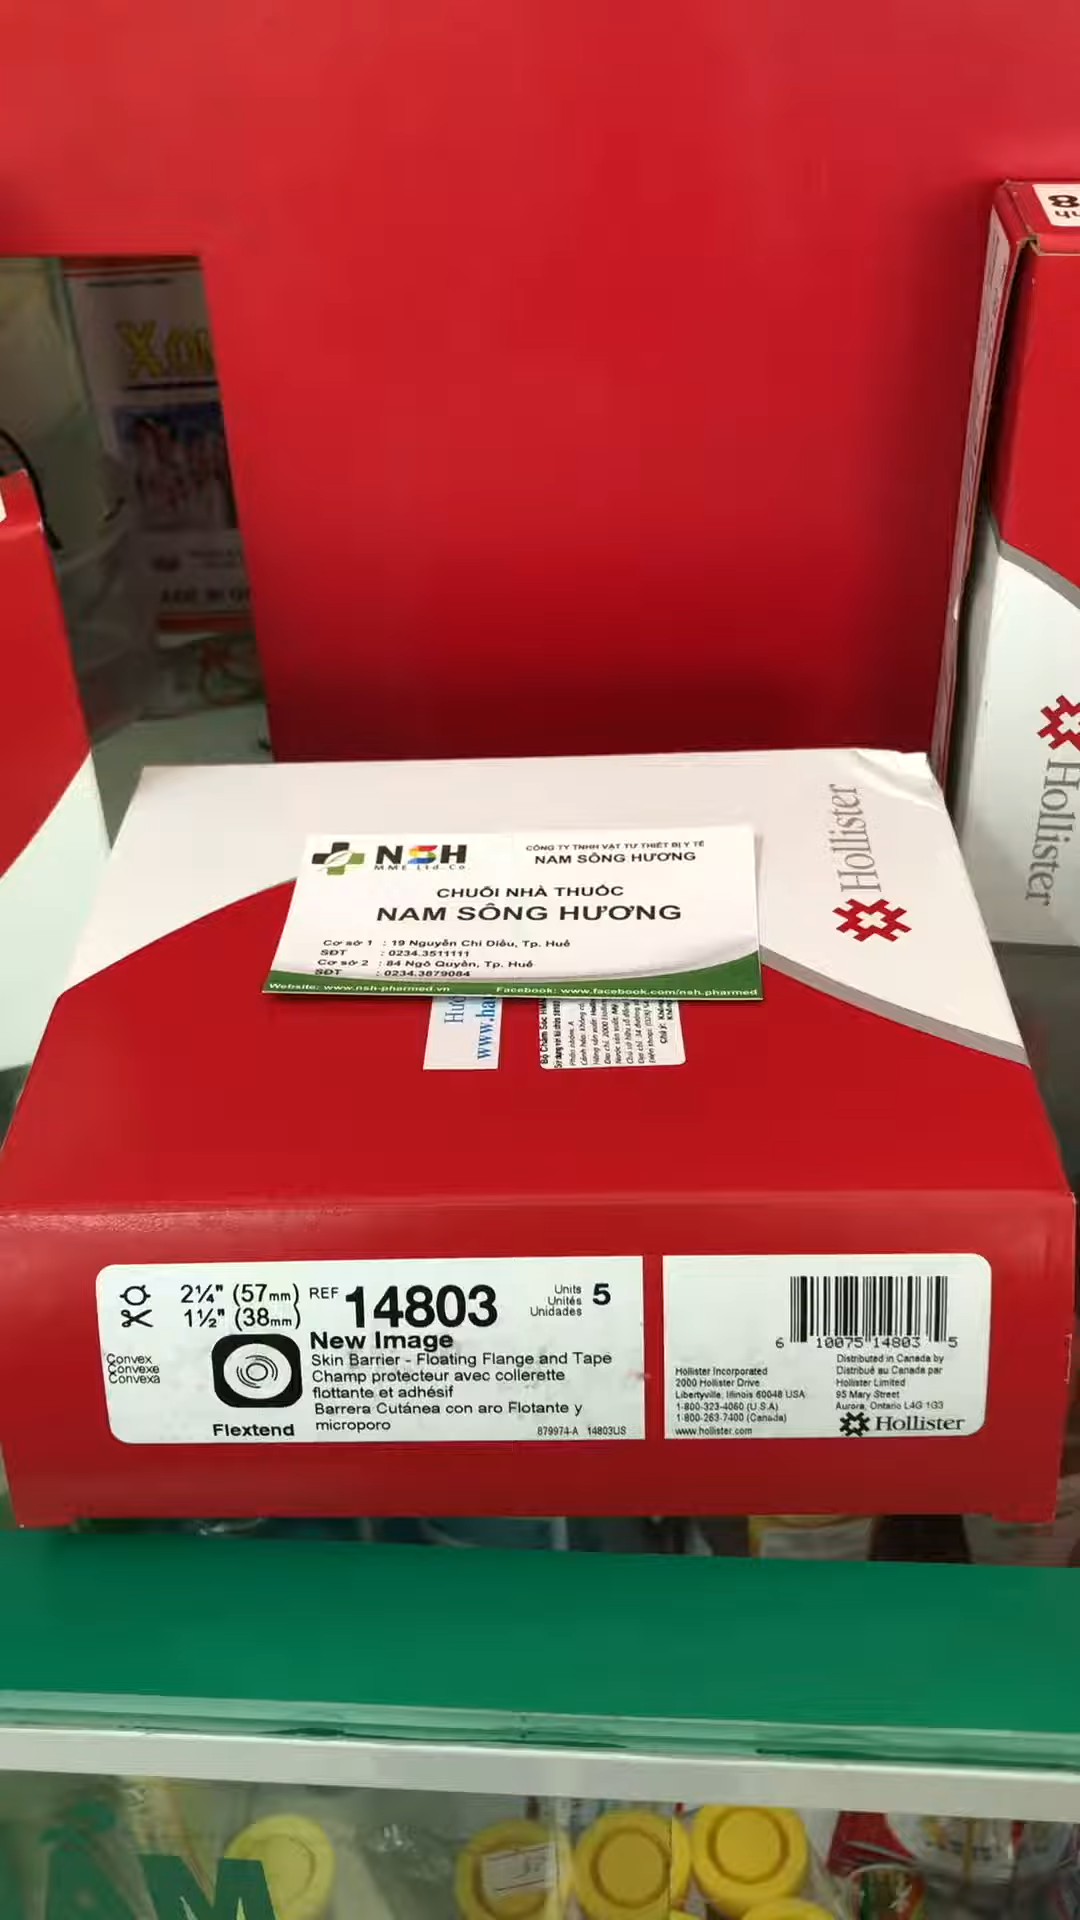 8
Hollister
Hollister
NSH
MME Ltd.Co.
CÔNG TY TNHH VẬT TƯ THIẾT BỊ Y TẾ
NAM SÔNG HƯƠNG
CHUỖI NHÀ THUỐC
NAM SÔNG HƯƠNG
Cơ sở 1 : 19 Nguyễn Chí Diểu, Tp. Huế
SĐT : 0234.3511111
Cơ sở 2 : 84 Ngô Quyền, Tp. Huế
SĐT : 0234.3879084
Website: www.nsh-pharmed.vn
Facebook: www.facebook.com/nsh.pharmed
www.ha
Bộ Chăm Sóc
2¼" (57mm)
1½" (38mm)
REF 14803
Units
Unités
Unidades
5
New Image
Convex
Convexe
Convexa
Skin Barrier - Floating Flange and Tape
Champ protecteur avec collerette
flottante et adhésif
Barrera Cutánea con aro Flotante y
microporo
Flextend
879974-A 14803US
6 10075 14803 5
Hollister Incorporated
2000 Hollister Drive
Libertyville, Illinois 60048 USA
1-800-323-4060 (U.S.A)
1-800-263-7400 (Canada)
www.hollister.com
Distributed in Canada by
Distribué au Canada par
Hollister Limited
95 Mary Street
Aurora, Ontario L4G 1G3
Hollister